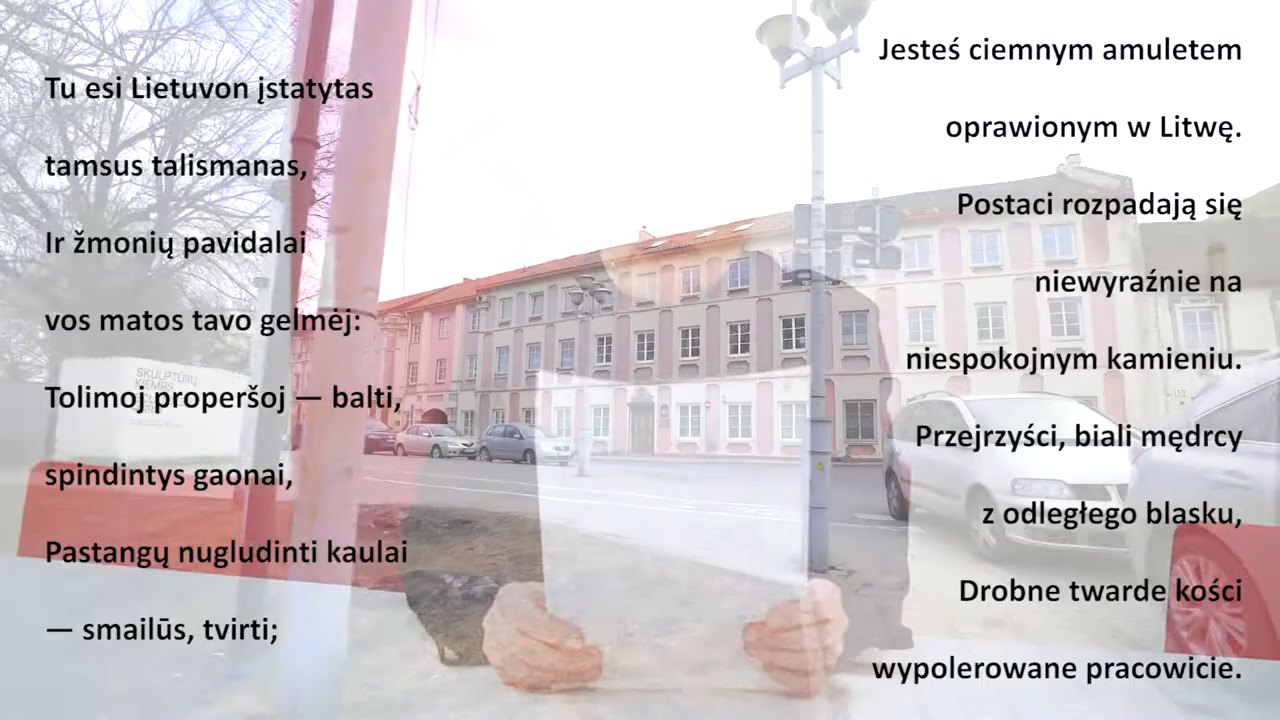 Tu esi Lietuvon įstatytas
tamsus talismanas,
Ir žmonių pavidalai
vos matos tavo gelmėj:
Tolimoj properšoj — balti,
spindintys gaonai,
Pastangų nugludinti kaulai
— smailūs, tvirti;
Jesteś ciemnym amuletem
oprawionym w Litwę.
Postaci rozpadają się
niewyraźnie na
niespokojnym kamieniu.
Przejrzyści, biali mędrcy
z odległego blasku,
Drobne twarde kości
wypolerowane pracowicie.
SKULPTŪRŲ
KIEMAS